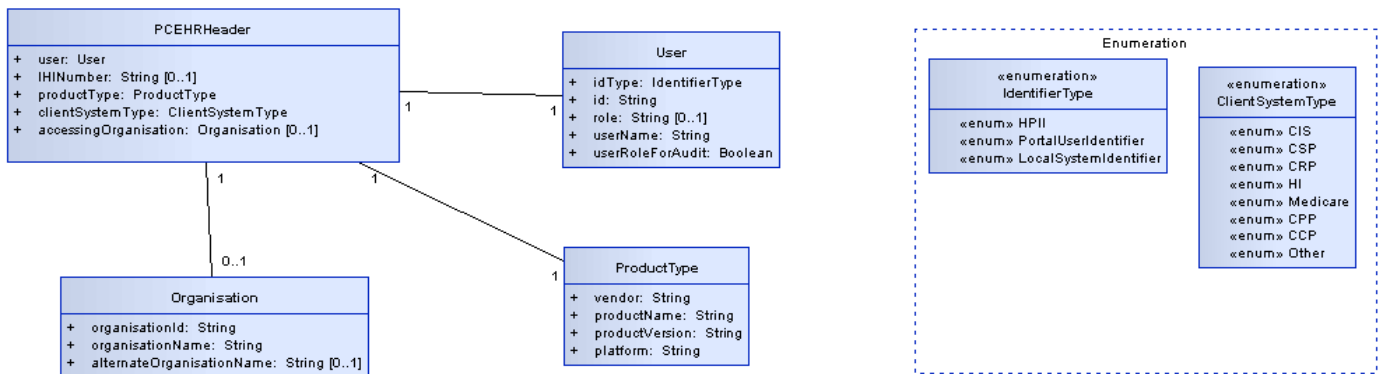 PCEHRHeader
+ user: User
+ IHINumber: String [0..1]
+ productType: ProductType
+ clientSystemType: ClientSystemType
+ accessingOrganisation: Organisation [0..1]
1
1
User
+ idType: IdentifierType
+ id: String
+ role: String [0..1]
+ userName: String
+ userRoleForAudit: Boolean
1
0..1
Organisation
+ organisationId: String
+ organisationName: String
+ alternateOrganisationName: String [0..1]
1
1
ProductType
+ vendor: String
+ productName: String
+ productVersion: String
+ platform: String
Enumeration
«enumeration»
IdentifierType
«enum» HPII
«enum» PortalUserIdentifier
«enum» LocalSystemIdentifier
«enumeration»
ClientSystemType
«enum» CIS
«enum» CSP
«enum» CRP
«enum» HI
«enum» Medicare
«enum» CPP
«enum» CCP
«enum» Other